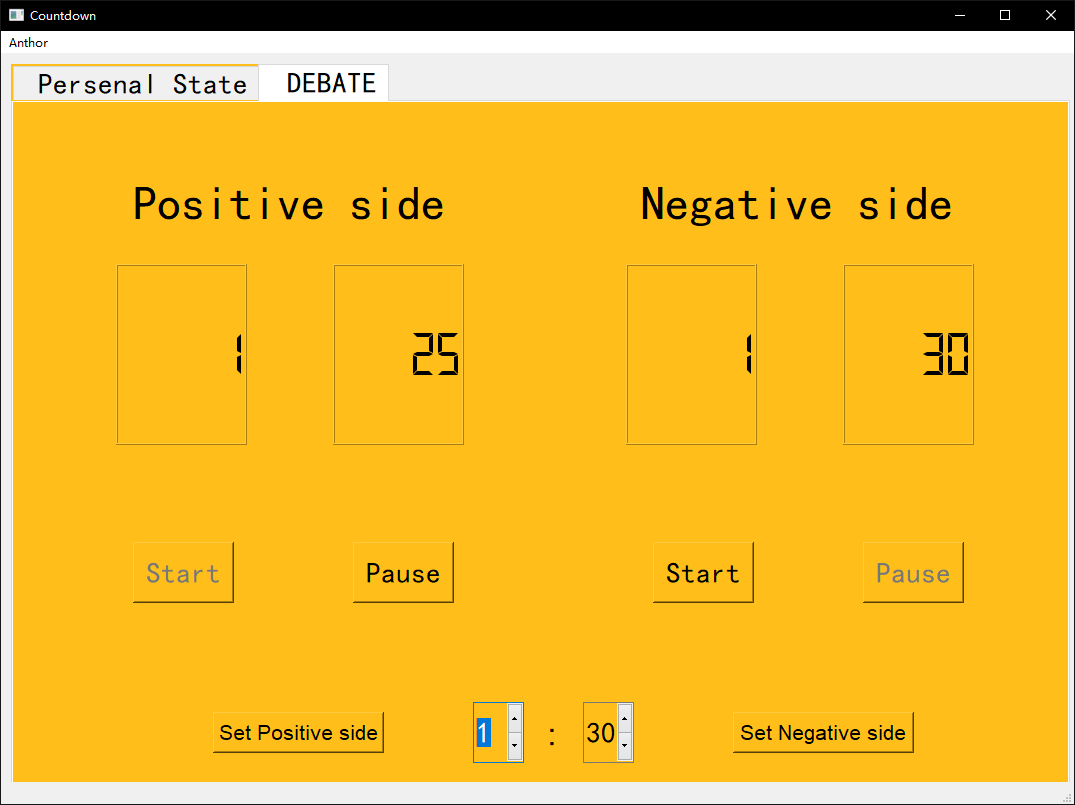 Countdown
Anthor
Persenal State DEBATE
Positive side Negative side
1 25 1 30
Start Pause Start Pause
Set Positive side 1 : 30 Set Negative side